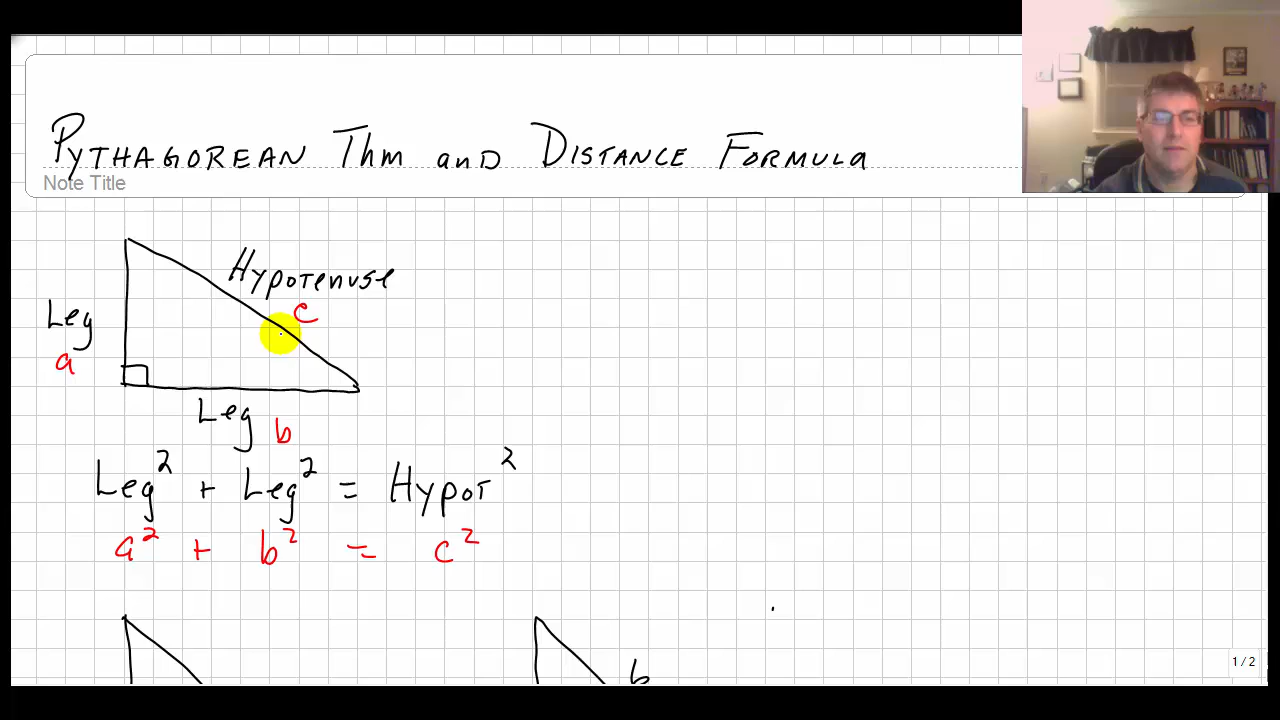 PYTHAGOREAN Thm and DISTANCE FORMULA
Note Title
Hypotenuse
c
Leg
a
Leg
b
Leg² + Leg² = Hypot²
a² + b² = c²
b
1 / 2